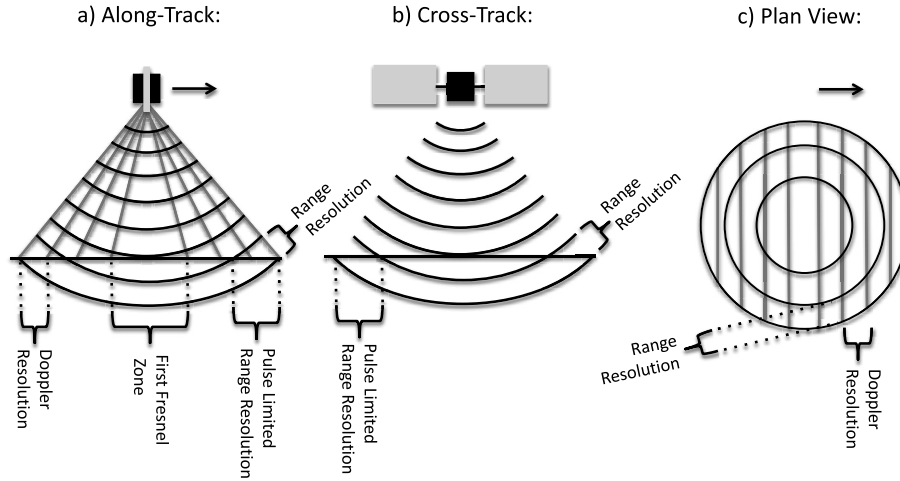 a) Along-Track:
b) Cross-Track:
c) Plan View:
Range
Resolution
Range
Resolution
Doppler
Resolution
First Fresnel
Zone
Pulse Limited
Range Resolution
Pulse Limited
Range Resolution
Range
Resolution
Doppler
Resolution